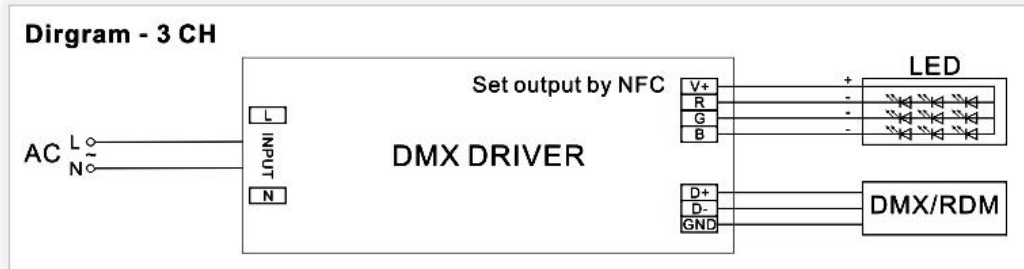 Dirgram - 3 CH
LED
Set output by NFC
V+
R
G
B
+
-
-
-
L
INPUT
N
AC L
~
N
DMX DRIVER
D+
D-
GND
DMX/RDM